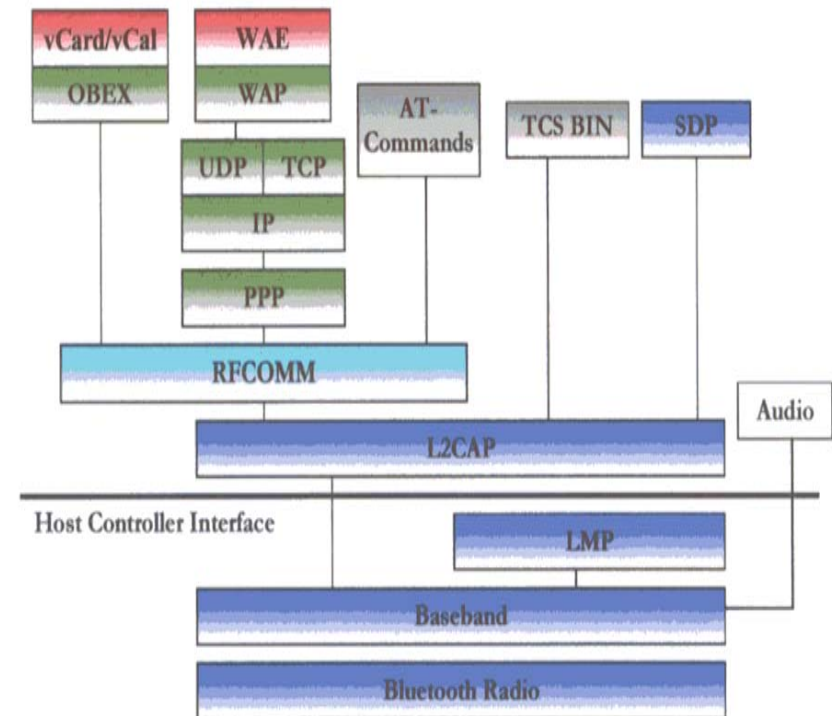 vCard/vCal
OBEX
WAE
WAP
UDP
TCP
IP
PPP
AT-
Commands
TCS BIN
SDP
RFCOMM
Audio
L2CAP
Host Controller Interface
LMP
Baseband
Bluetooth Radio